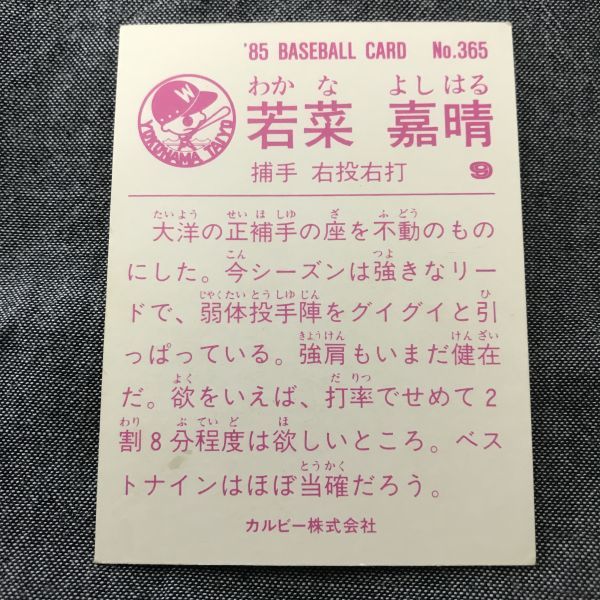 '85 BASEBALL CARD No.365
W
YOKOHAMA TAIYO
わか な よし はる
若菜 嘉晴
捕手 右投右打 9
たいよう せい ほ しゅ ざ ふ どう
大洋の正捕手の座を不動のもの
こん つよ
にした。今シーズンは強きなリー
じゃくたい とう しゅ じん ひ
ドで、弱体投手陣をグイグイと引
きょうけん けん ざい
っぱっている。強肩もいまだ健在
よく だ りつ
だ。欲をいえば、打率でせめて2
わり ぶ てい ど ほ
割8分程度は欲しいところ。ベス
とうかく
トナインはほぼ当確だろう。
カルビー株式会社